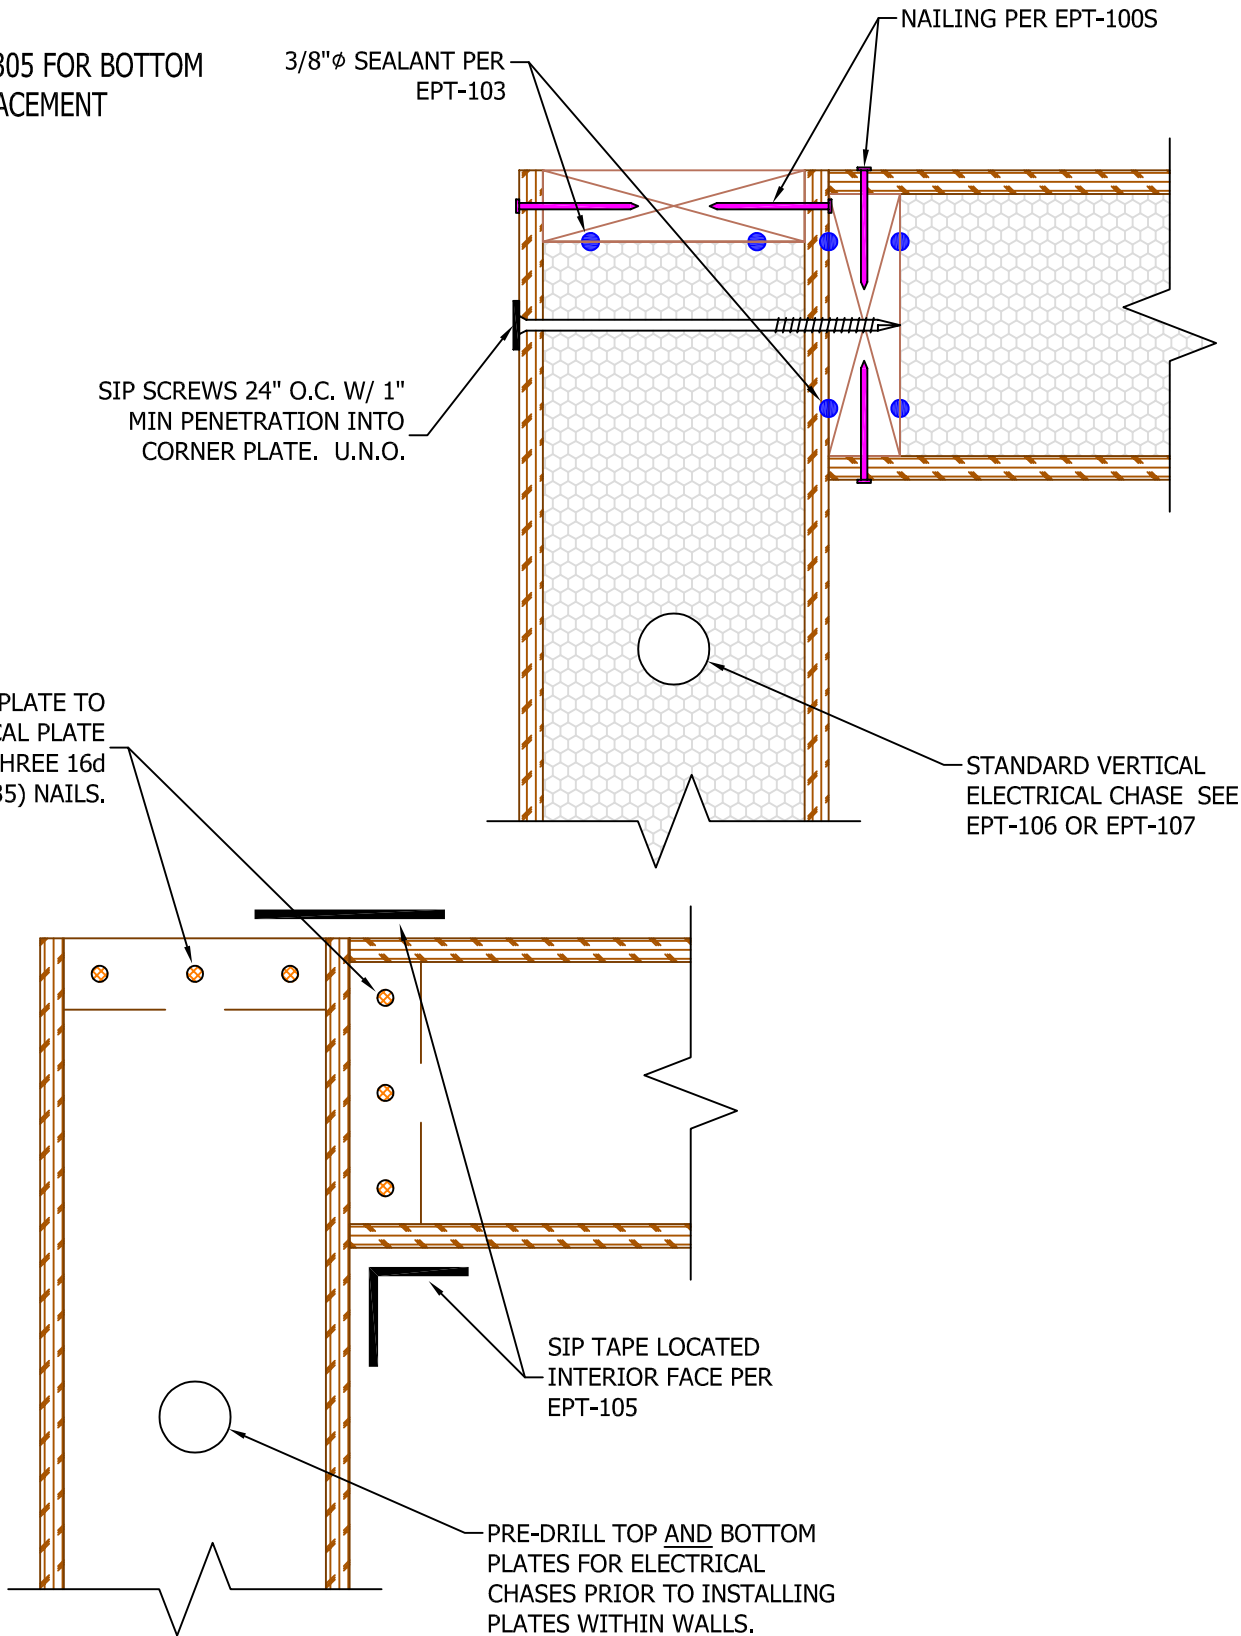 NAILING PER EPT-100S
305 FOR BOTTOM
ACEMENT
3/8"φ SEALANT PER
EPT-103
SIP SCREWS 24" O.C. W/ 1"
MIN PENETRATION INTO
CORNER PLATE. U.N.O.
PLATE TO
CAL PLATE
HREE 16d
35) NAILS.
STANDARD VERTICAL
ELECTRICAL CHASE SEE
EPT-106 OR EPT-107
SIP TAPE LOCATED
INTERIOR FACE PER
EPT-105
PRE-DRILL TOP AND BOTTOM
PLATES FOR ELECTRICAL
CHASES PRIOR TO INSTALLING
PLATES WITHIN WALLS.